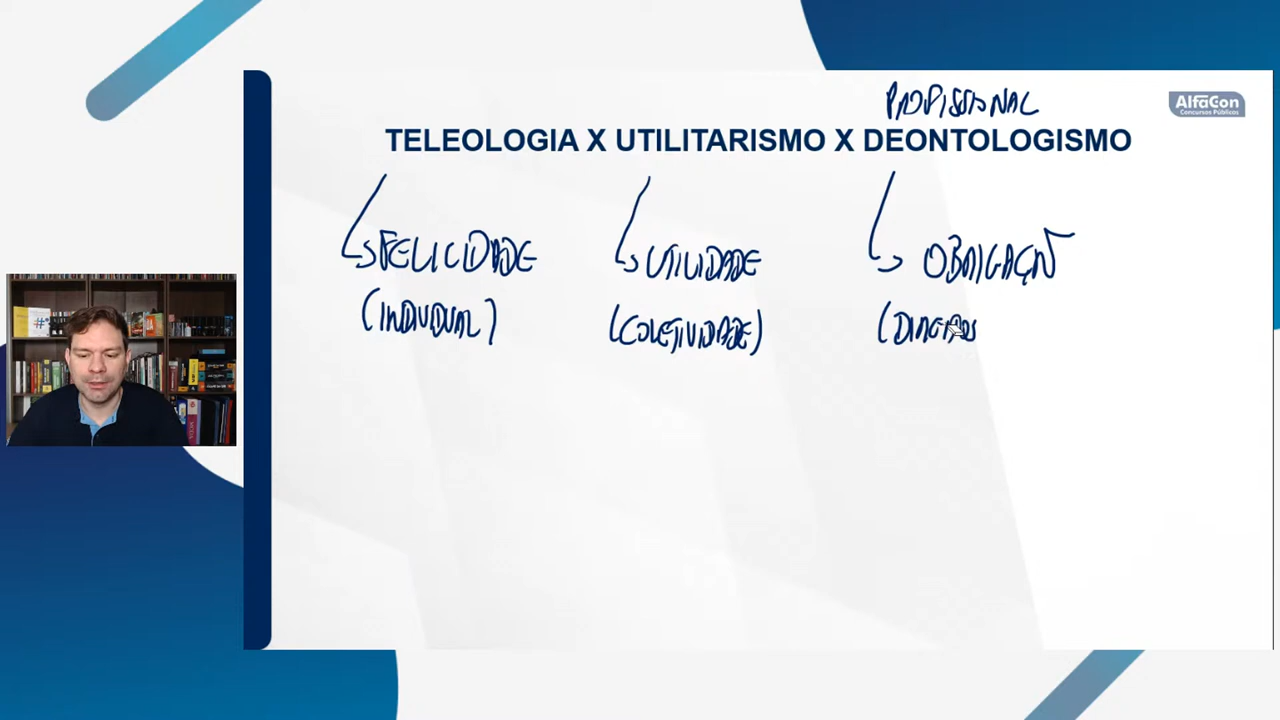 PROFISSIONAL
AlfaCon
Concursos Públicos
TELEOLOGIA X UTILITARISMO X DEONTOLOGISMO
FELICIDADE UTILIDADE OBRIGAÇÃO
(INDIVIDUAL) (COLETIVIDADE)